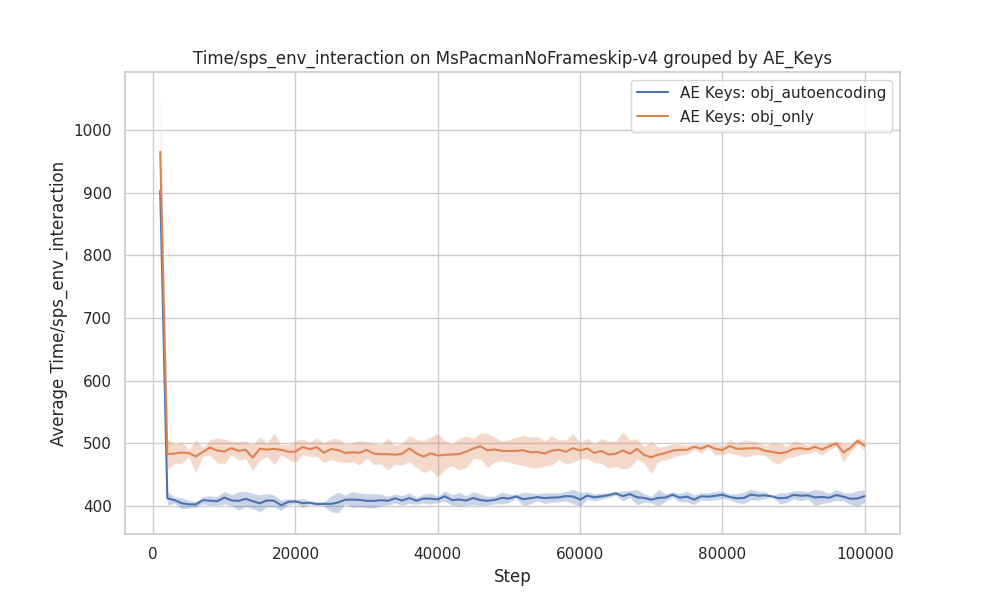 Time/sps_env_interaction on MsPacmanNoFrameskip-v4 grouped by AE_Keys
AE Keys: obj_autoencoding
AE Keys: obj_only
Average Time/sps_env_interaction
1000
900
800
700
600
500
400
0 20000 40000 60000 80000 100000
Step